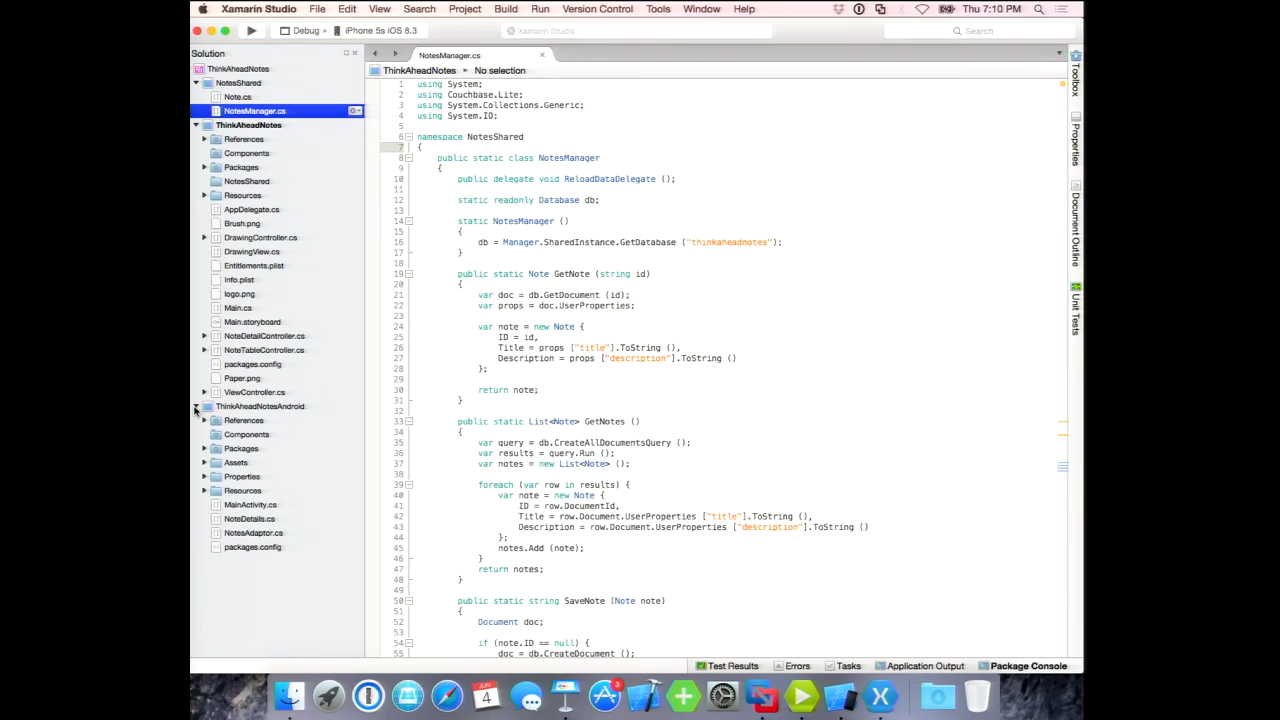 Xamarin Studio File Edit View Search Project Build Run Version Control Tools Window Help Thu 7:10 PM
Debug iPhone 5s iOS 8.3 Xamarin Studio Search
Solution
ThinkAheadNotes
NotesShared
Note.cs
NotesManager.cs
ThinkAheadNotes
References
Components
Packages
NotesShared
Resources
AppDelegate.cs
Brush.png
DrawingController.cs
DrawingView.cs
Entitlements.plist
Info.plist
logo.png
Main.cs
Main.storyboard
NoteDetailController.cs
NoteTableController.cs
packages.config
Paper.png
ViewController.cs
ThinkAheadNotesAndroid
References
Components
Packages
Assets
Properties
Resources
MainActivity.cs
NoteDetails.cs
NotesAdaptor.cs
packages.config
NotesManager.cs
ThinkAheadNotes No selection
1 using System;
2 using Couchbase.Lite;
3 using System.Collections.Generic;
4 using System.IO;
5
6 namespace NotesShared
7 {
8 public static class NotesManager
9 {
10 public delegate void ReloadDataDelegate ();
11
12 static readonly Database db;
13
14 static NotesManager ()
15 {
16 db = Manager.SharedInstance.GetDatabase ("thinkaheadnotes");
17 }
18
19 public static Note GetNote (string id)
20 {
21 var doc = db.GetDocument (id);
22 var props = doc.UserProperties;
23
24 var note = new Note {
25 ID = id,
26 Title = props ["title"].ToString (),
27 Description = props ["description"].ToString ()
28 };
29
30 return note;
31 }
32
33 public static List<Note> GetNotes ()
34 {
35 var query = db.CreateAllDocumentsQuery ();
36 var results = query.Run ();
37 var notes = new List<Note> ();
38
39 foreach (var row in results) {
40 var note = new Note {
41 ID = row.DocumentId,
42 Title = row.Document.UserProperties ["title"].ToString (),
43 Description = row.Document.UserProperties ["description"].ToString ()
44 };
45 notes.Add (note);
46 }
47 return notes;
48 }
49
50 public static string SaveNote (Note note)
51 {
52 Document doc;
53
54 if (note.ID == null) {
55 doc = db.CreateDocument ();
Toolbox
Properties
Document Outline
Unit Tests
Test Results Errors Tasks Application Output Package Console
JUN
4
3